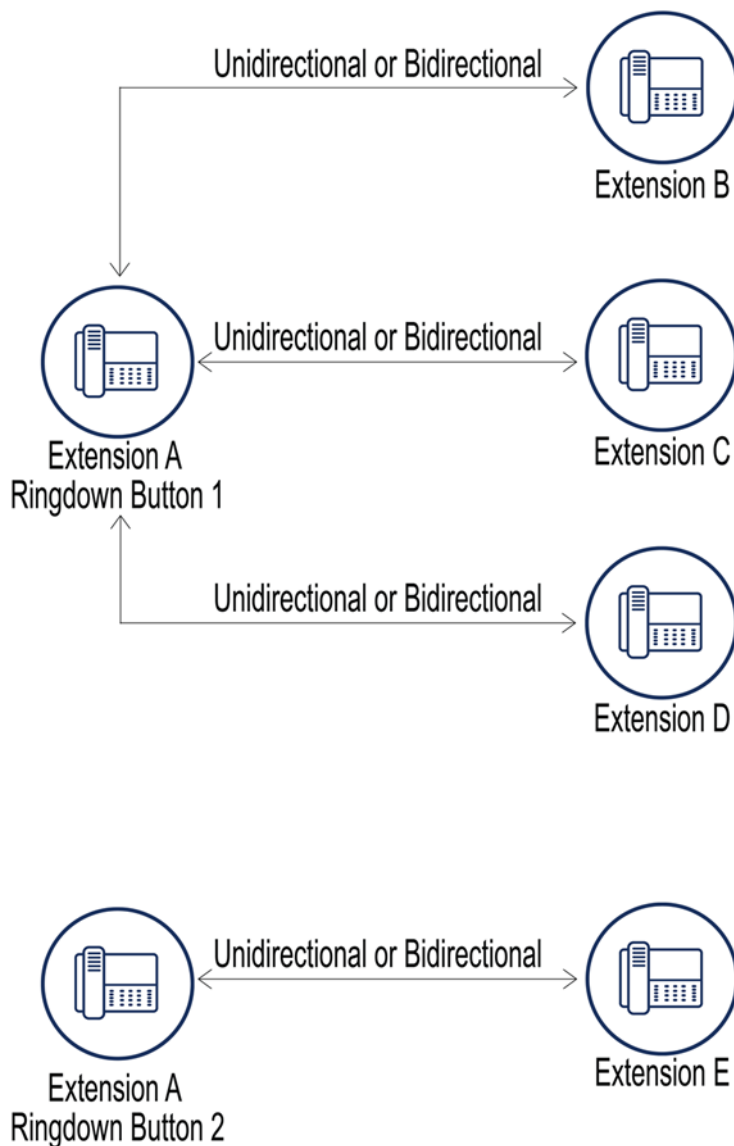 Unidirectional or Bidirectional
Extension B
Unidirectional or Bidirectional
Extension A
Ringdown Button 1
Extension C
Unidirectional or Bidirectional
Extension D
Unidirectional or Bidirectional
Extension A
Ringdown Button 2
Extension E